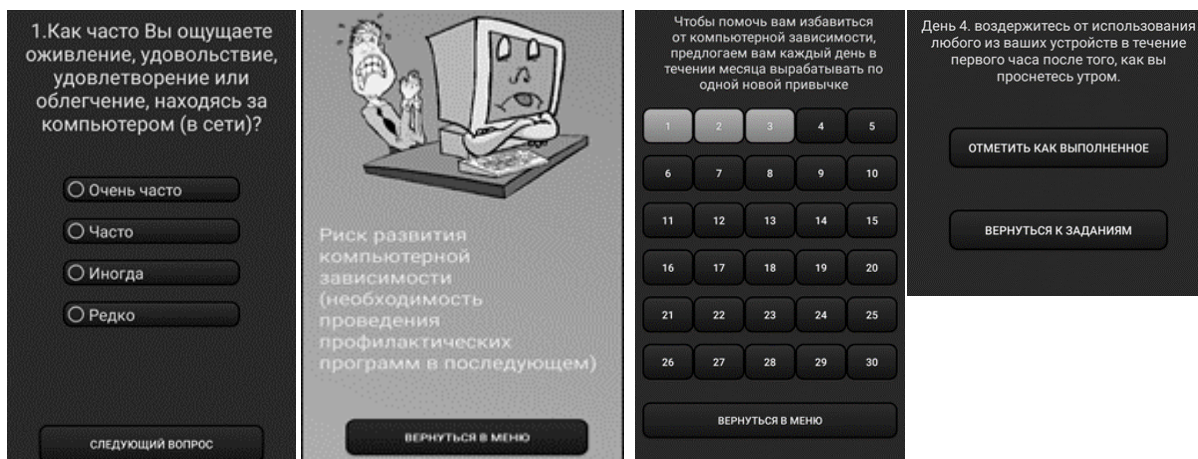 1.Как часто Вы ощущаете
оживление, удовольствие,
удовлетворение или
облегчение, находясь за
компьютером (в сети)?
Очень часто
Часто
Иногда
Редко
СЛЕДУЮЩИЙ ВОПРОС
Риск развития
компьютерной
зависимости
(необходимость
проведения
профилактических
программ в последующем)
ВЕРНУТЬСЯ В МЕНЮ
Чтобы помочь вам избавиться
от компьютерной зависимости,
предлогаем вам каждый день в
течении месяца вырабатывать по
одной новой привычке
1 2 3 4 5
6 7 8 9 10
11 12 13 14 15
16 17 18 19 20
21 22 23 24 25
26 27 28 29 30
ВЕРНУТЬСЯ В МЕНЮ
День 4. воздержитесь от использования
любого из ваших устройств в течение
первого часа после того, как вы
проснетесь утром.
ОТМЕТИТЬ КАК ВЫПОЛНЕННОЕ
ВЕРНУТЬСЯ К ЗАДАНИЯМ